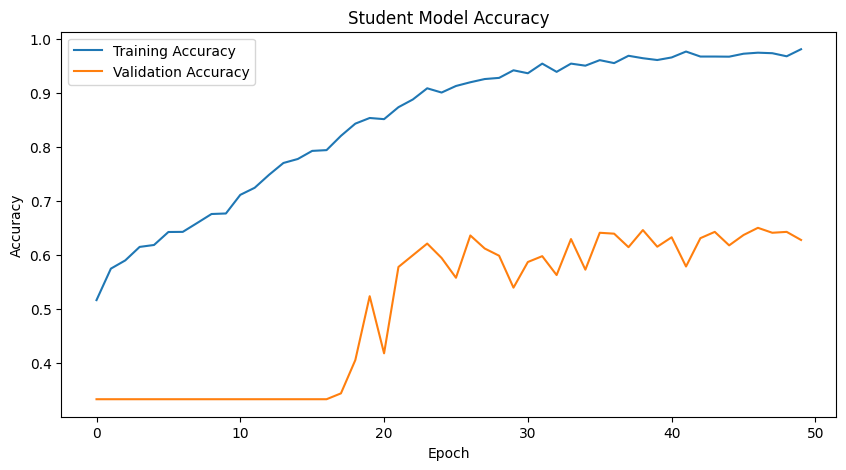 Student Model Accuracy
Training Accuracy
Validation Accuracy
1.0
0.9
0.8
0.7
0.6
0.5
0.4
Accuracy
0 10 20 30 40 50
Epoch